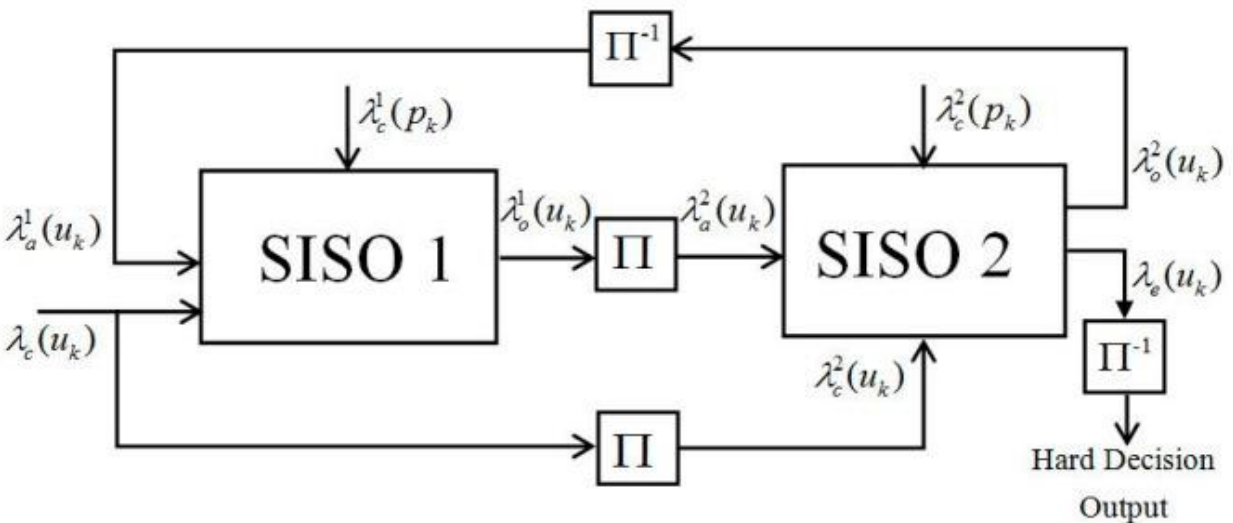 Π⁻¹
λ_c^1(p_k)
λ_c^2(p_k)
λ_o^2(u_k)
λ_a^1(u_k)
SISO 1
λ_o^1(u_k)
Π
λ_a^2(u_k)
SISO 2
λ_e(u_k)
λ_c(u_k)
λ_c^2(u_k)
Π⁻¹
Π
Hard Decision
Output